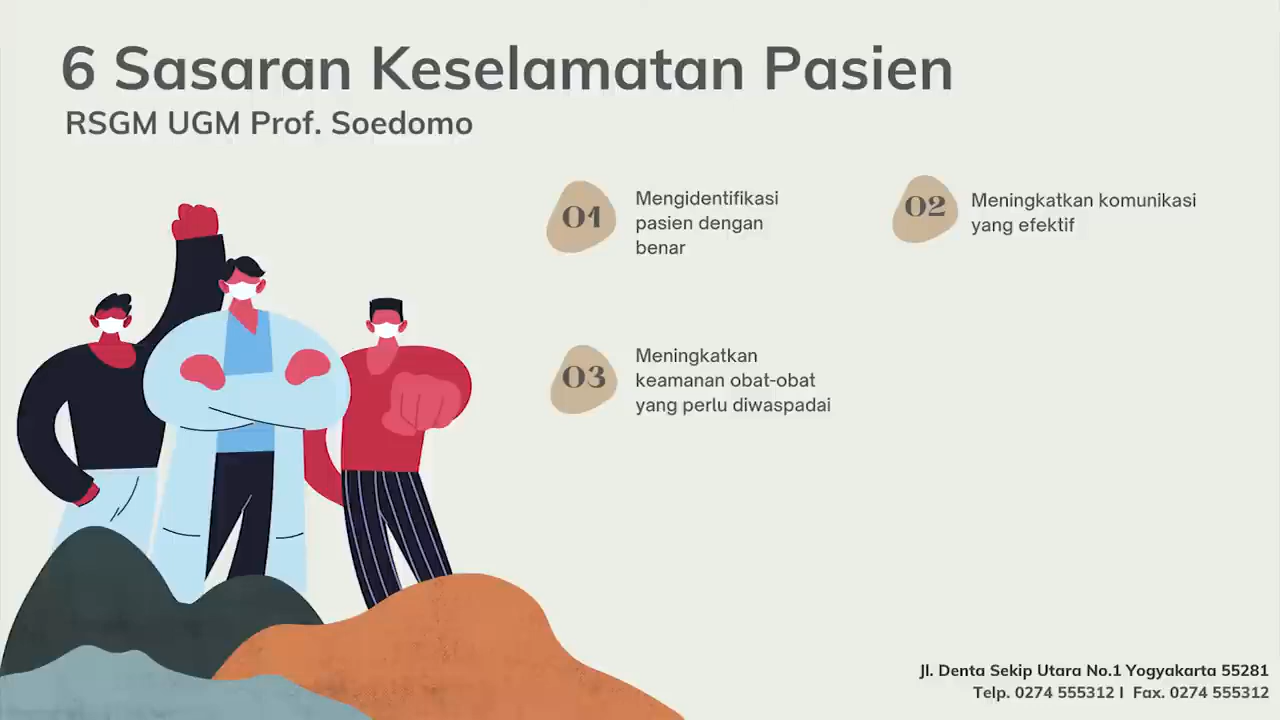 6 Sasaran Keselamatan Pasien
RSGM UGM Prof. Soedomo
01
Mengidentifikasi
pasien dengan
benar
02
Meningkatkan komunikasi
yang efektif
03
Meningkatkan
keamanan obat-obat
yang perlu diwaspadai
Jl. Denta Sekip Utara No.1 Yogyakarta 55281
Telp. 0274 555312 I Fax. 0274 555312